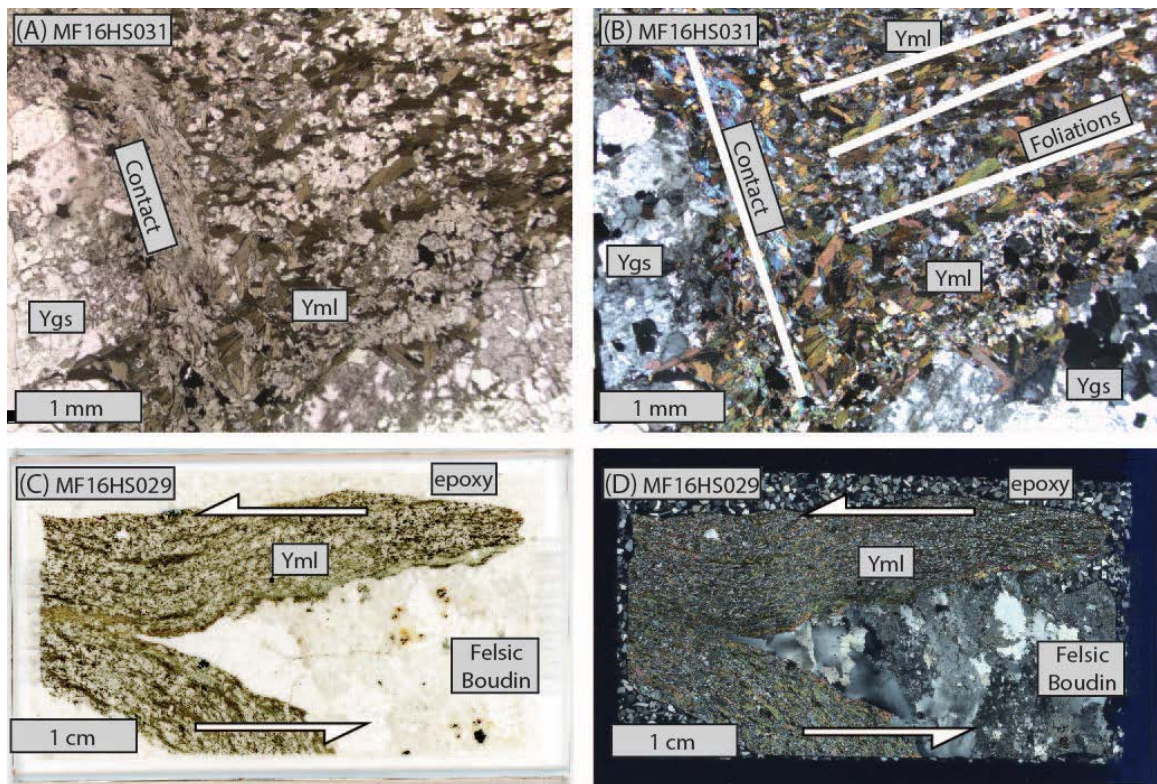 (A) MF16HS031
Contact
Ygs
Yml
1 mm
(B) MF16HS031
Yml
Foliations
Contact
Ygs
Yml
Ygs
1 mm
(C) MF16HS029
epoxy
Yml
Felsic
Boudin
1 cm
(D) MF16HS029
epoxy
Yml
Felsic
Boudin
1 cm